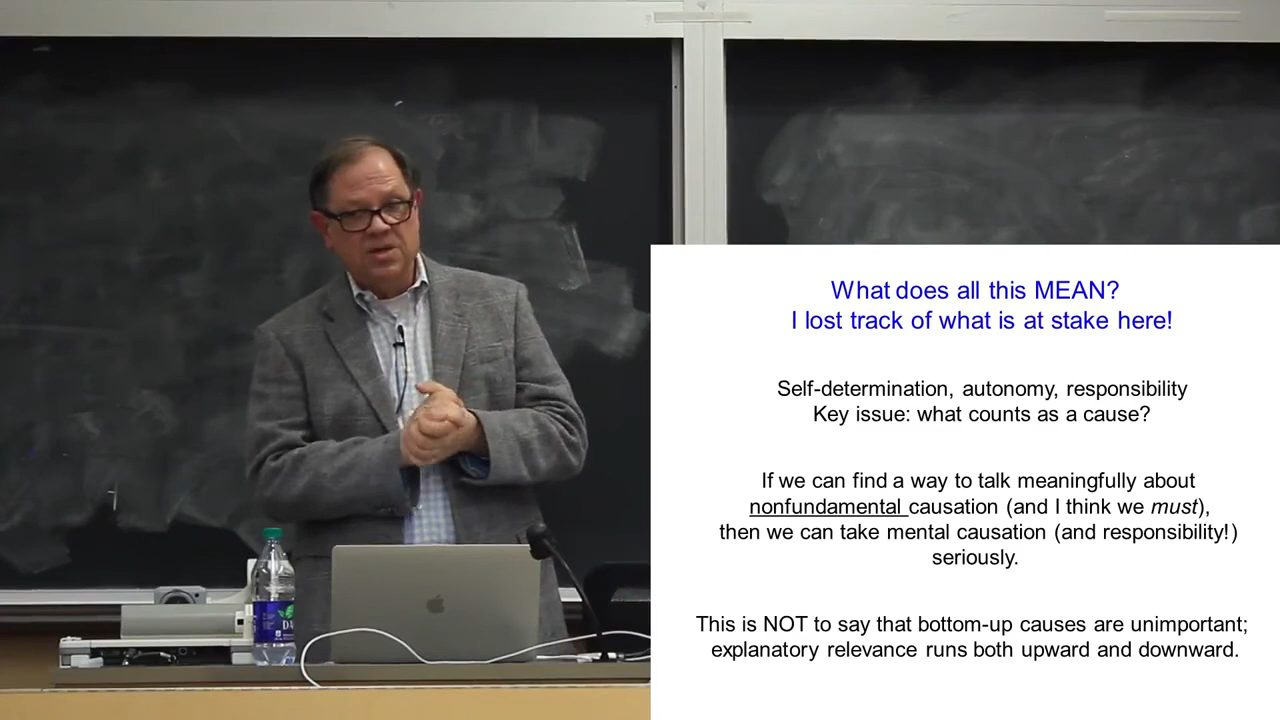 What does all this MEAN?
I lost track of what is at stake here!
Self-determination, autonomy, responsibility
Key issue: what counts as a cause?
If we can find a way to talk meaningfully about
nonfundamental causation (and I think we must),
then we can take mental causation (and responsibility!)
seriously.
This is NOT to say that bottom-up causes are unimportant;
explanatory relevance runs both upward and downward.